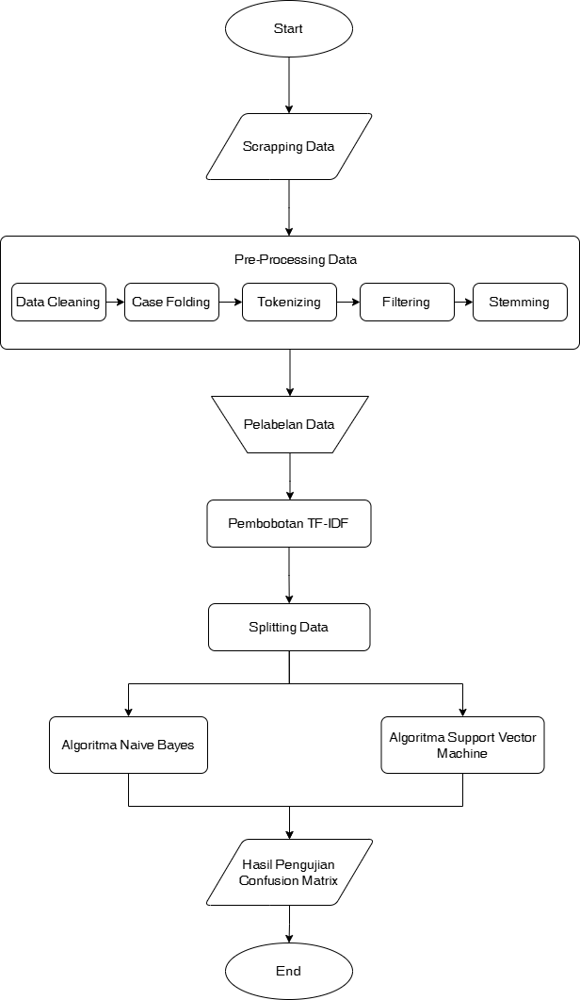 Start
Scrapping Data
Pre-Processing Data
Data Cleaning
Case Folding
Tokenizing
Filtering
Stemming
Pelabelan Data
Pembobotan TF-IDF
Splitting Data
Algoritma Naive Bayes
Algoritma Support Vector
Machine
Hasil Pengujian
Confusion Matrix
End